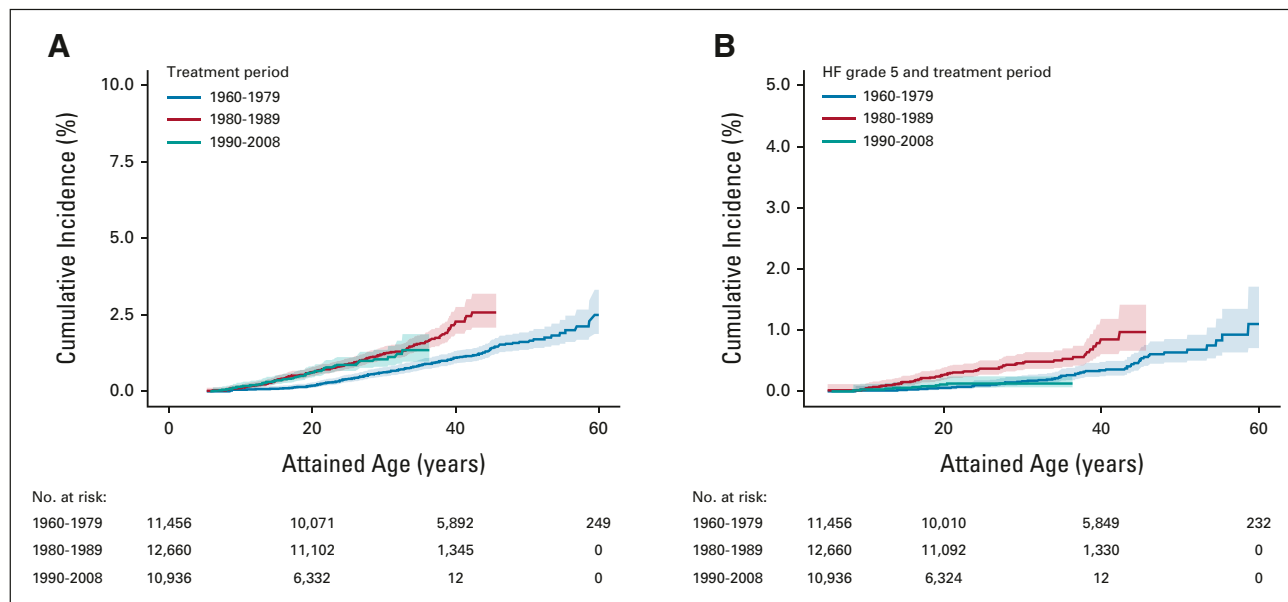 A
Treatment period
1960-1979
1980-1989
1990-2008
Cumulative Incidence (%)
10.0
7.5
5.0
2.5
0.0
0 20 40 60
Attained Age (years)
No. at risk:
1960-1979 11,456 10,071 5,892 249
1980-1989 12,660 11,102 1,345 0
1990-2008 10,936 6,332 12 0
B
HF grade 5 and treatment period
1960-1979
1980-1989
1990-2008
Cumulative Incidence (%)
5.0
4.0
3.0
2.0
1.0
0.0
20 40 60
Attained Age (years)
No. at risk:
1960-1979 11,456 10,010 5,849 232
1980-1989 12,660 11,092 1,330 0
1990-2008 10,936 6,324 12 0